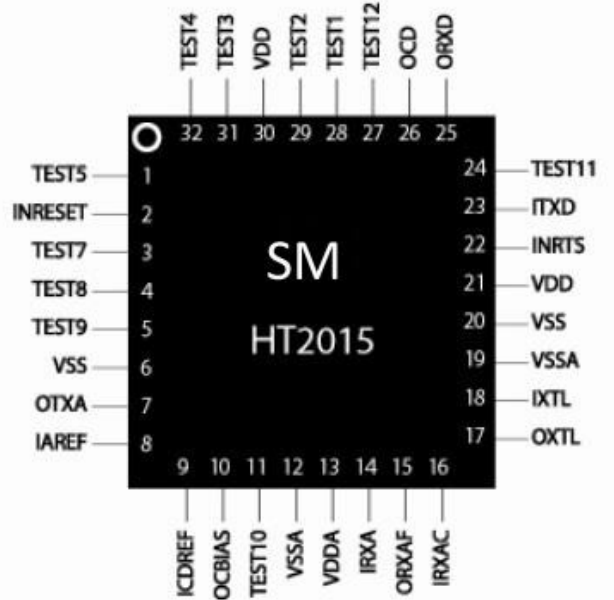 TEST4 TEST3 VDD TEST2 TEST1 TEST12 OCD ORXD
32 31 30 29 28 27 26 25
TEST5 1
INRESET 2
TEST7 3
TEST8 4
TEST9 5
VSS 6
OTXA 7
IAREF 8
SM
HT2015
24 TEST11
23 ITXD
22 INRTS
21 VDD
20 VSS
19 VSSA
18 IXTL
17 OXTL
9 10 11 12 13 14 15 16
ICDREF OCBIAS TEST10 VSSA VDDA IRXA ORXAF IRXAC